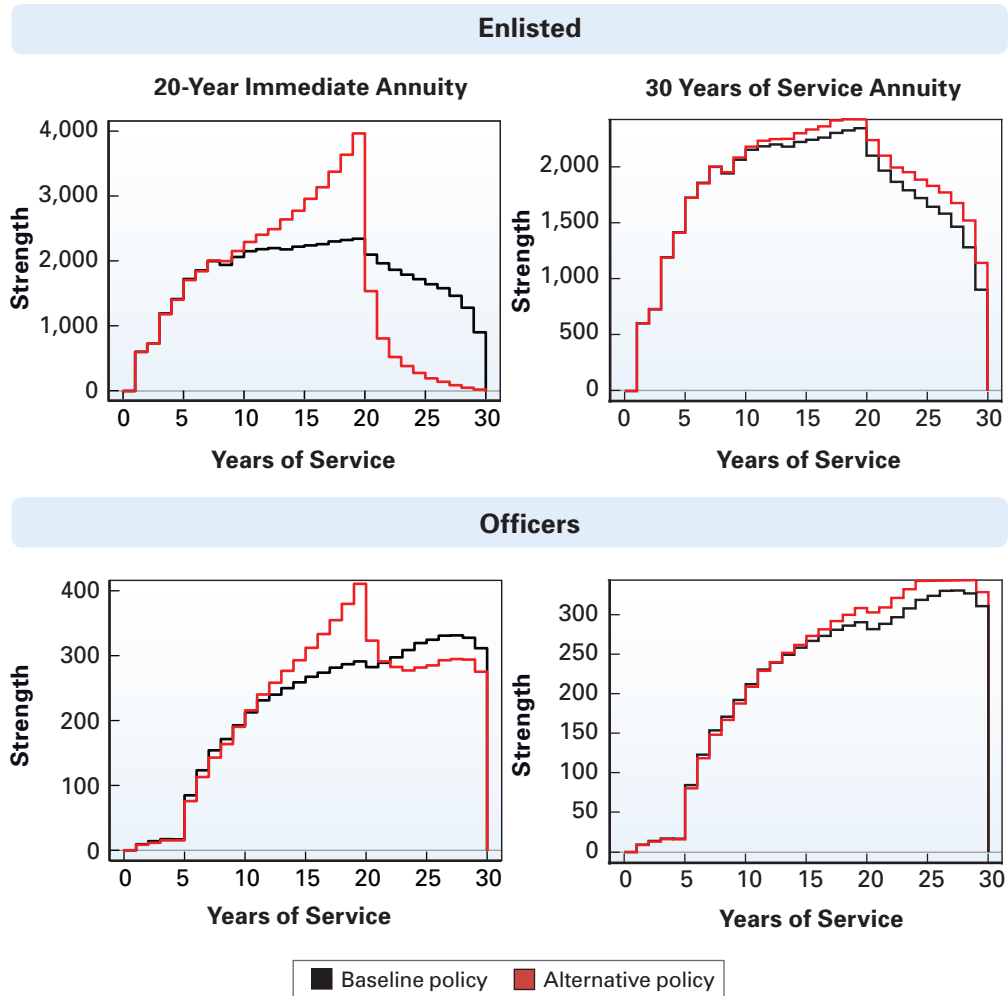 Enlisted
20-Year Immediate Annuity
30 Years of Service Annuity
Strength
4,000
3,000
2,000
1,000
0
0 5 10 15 20 25 30
Years of Service
Strength
2,000
1,500
1,000
500
0
0 5 10 15 20 25 30
Years of Service
Officers
Strength
400
300
200
100
0
0 5 10 15 20 25 30
Years of Service
Strength
300
250
200
150
100
50
0
0 5 10 15 20 25 30
Years of Service
Baseline policy Alternative policy